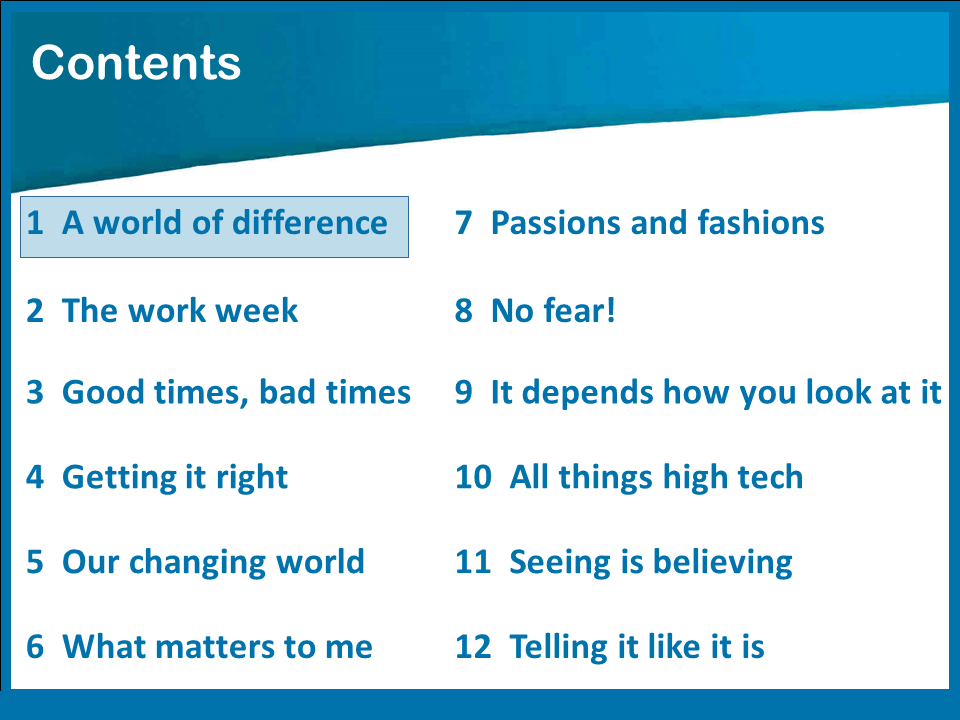 Contents
1 A world of difference
2 The work week
3 Good times, bad times
4 Getting it right
5 Our changing world
6 What matters to me
7 Passions and fashions
8 No fear!
9 It depends how you look at it
10 All things high tech
11 Seeing is believing
12 Telling it like it is